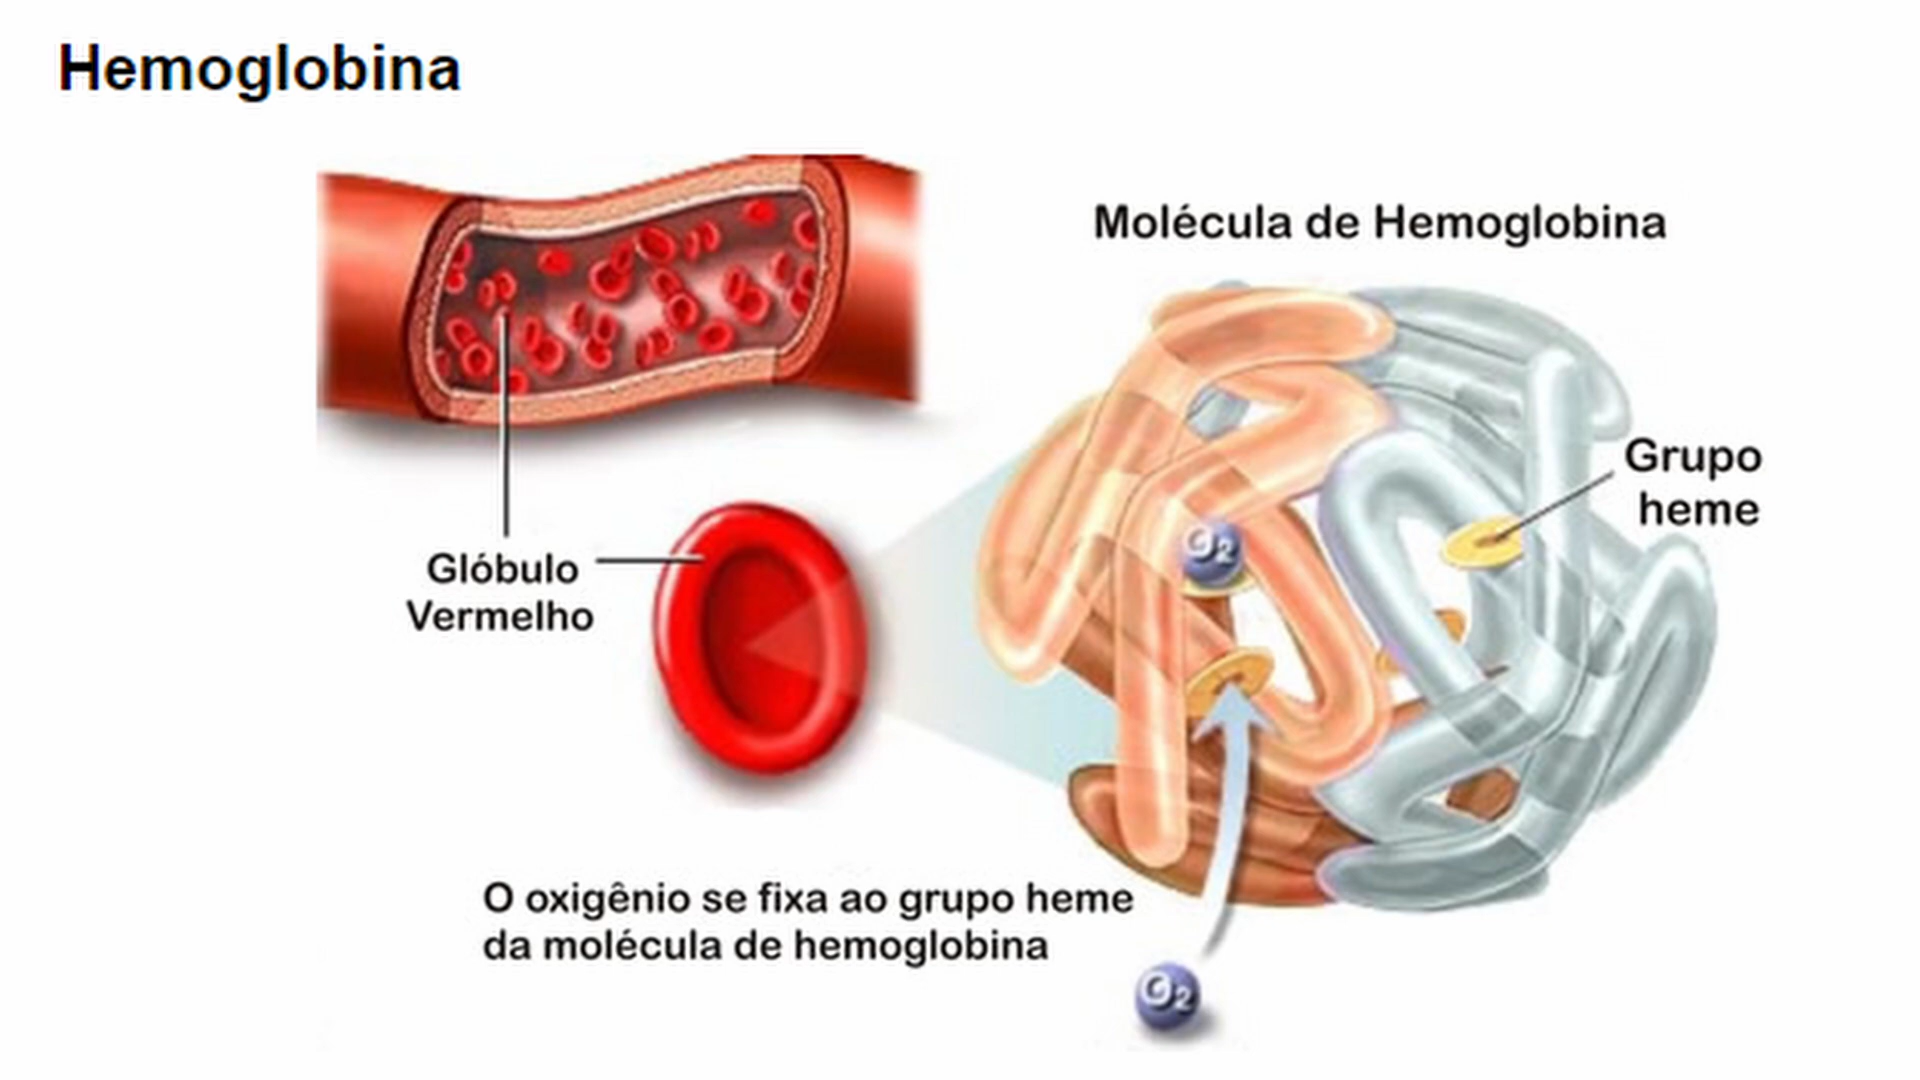 Hemoglobina
Molécula de Hemoglobina
Grupo
heme
O2
Glóbulo
Vermelho
O oxigênio se fixa ao grupo heme
da molécula de hemoglobina
O2